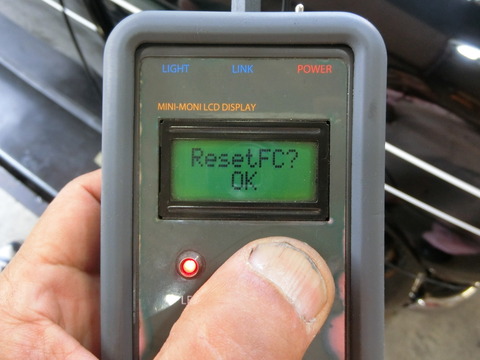 LIGHT LINK POWER
MINI-MONI LCD DISPLAY
ResetFC?
OK